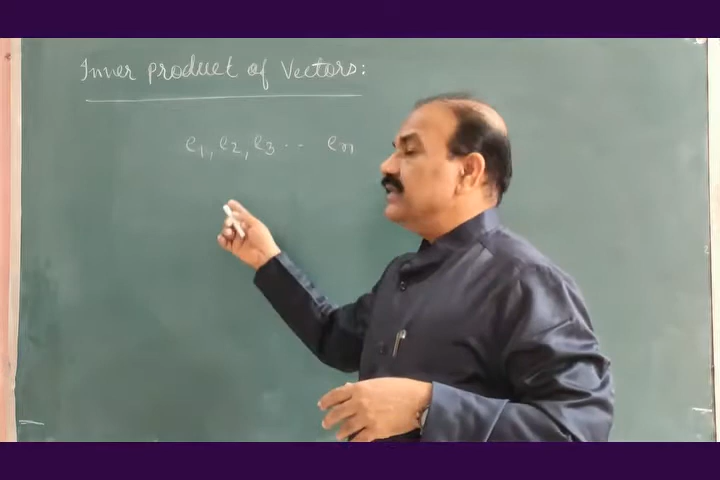 Inner product of Vectors:
e1, e2, e3 .. en